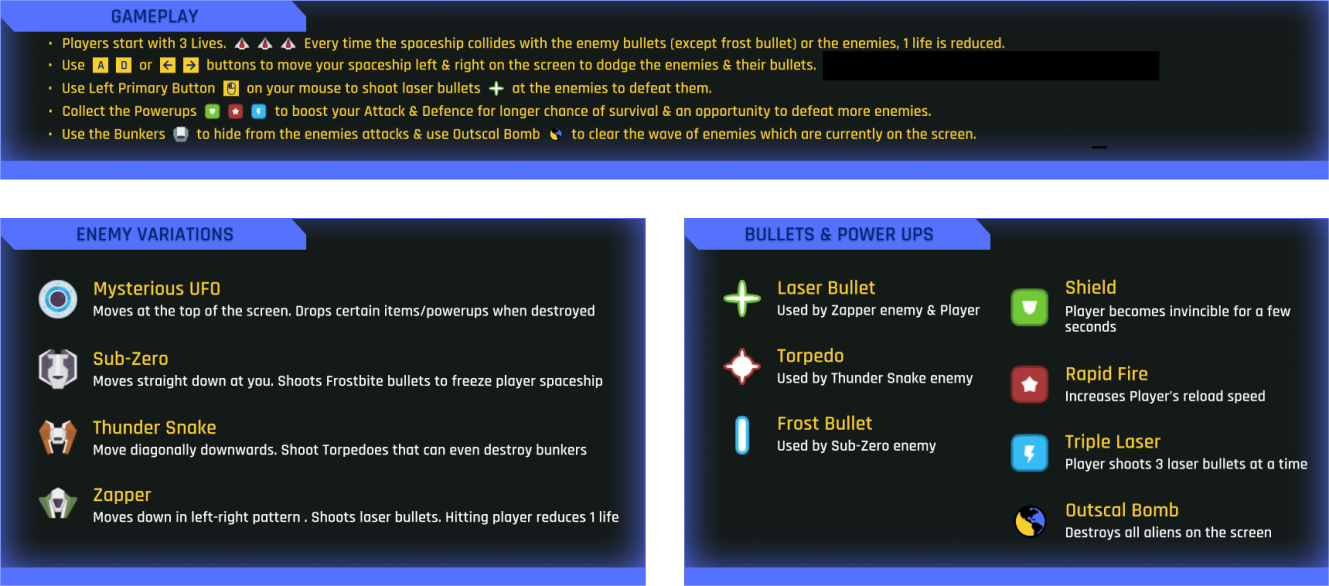 GAMEPLAY
· Players start with 3 Lives. Every time the spaceship collides with the enemy bullets (except frost bullet) or the enemies, 1 life is reduced.
· Use A D or ← → buttons to move your spaceship left & right on the screen to dodge the enemies & their bullets.
· Use Left Primary Button on your mouse to shoot laser bullets at the enemies to defeat them.
· Collect the Powerups to boost your Attack & Defence for longer chance of survival & an opportunity to defeat more enemies.
· Use the Bunkers to hide from the enemies attacks & use Outscal Bomb to clear the wave of enemies which are currently on the screen.
ENEMY VARIATIONS
Mysterious UFO
Moves at the top of the screen. Drops certain items/powerups when destroyed
Sub-Zero
Moves straight down at you. Shoots Frostbite bullets to freeze player spaceship
Thunder Snake
Move diagonally downwards. Shoot Torpedoes that can even destroy bunkers
Zapper
Moves down in left-right pattern . Shoots laser bullets. Hitting player reduces 1 life
BULLETS & POWER UPS
Laser Bullet
Used by Zapper enemy & Player
Torpedo
Used by Thunder Snake enemy
Frost Bullet
Used by Sub-Zero enemy
Shield
Player becomes invincible for a few
seconds
Rapid Fire
Increases Player's reload speed
Triple Laser
Player shoots 3 laser bullets at a time
Outscal Bomb
Destroys all aliens on the screen